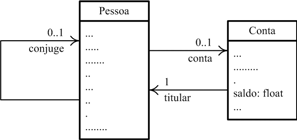 Pessoa
0..1
conjuge
...
.....
.......
..
...
..
.
........
0..1
conta
1
titular
Conta
...
.........
.
saldo: float
...